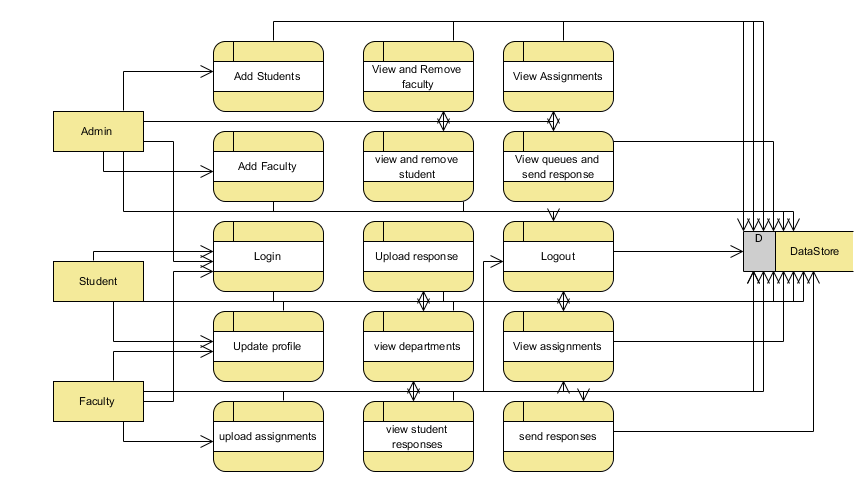 Add Students
View and Remove
faculty
View Assignments
Admin
Add Faculty
view and remove
student
View queues and
send response
Login
Upload response
Logout
D
DataStore
Student
Update profile
view departments
View assignments
Faculty
upload assignments
view student
responses
send responses